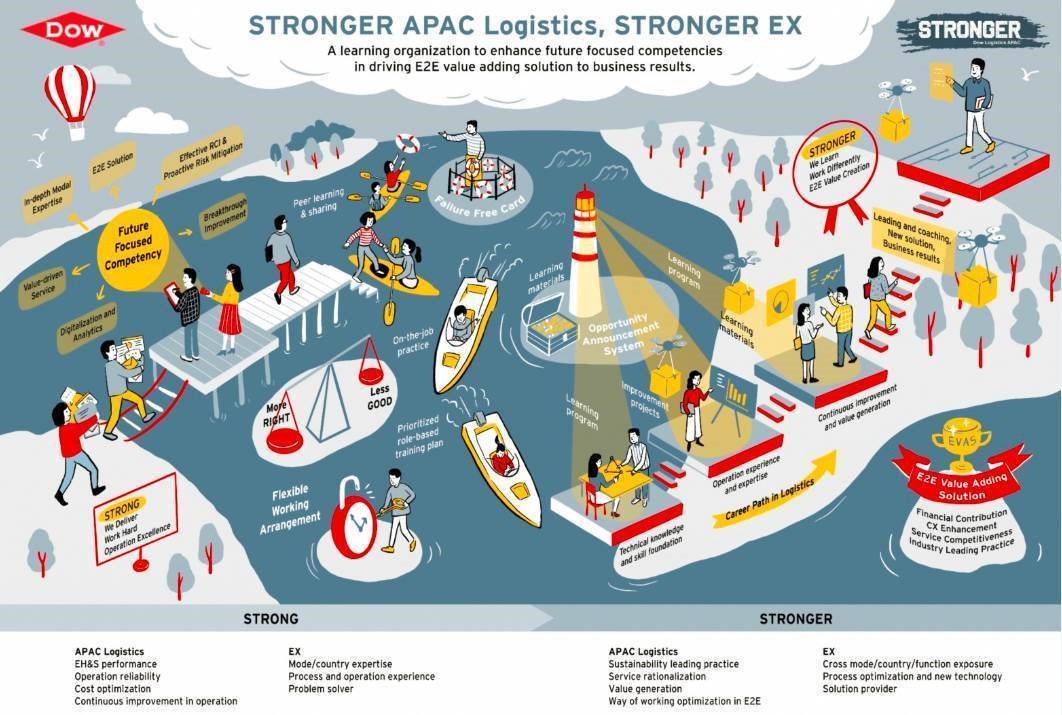 DOW
STRONGER APAC Logistics, STRONGER EX
A learning organization to enhance future focused competencies
in driving E2E value adding solution to business results.
STRONGER
Dow Logistics APAC
In-depth Modal
Expertise
E2E Solution
Effective RCI &
Proactive Risk Mitigation
Breakthrough
Improvement
Future
Focused
Competency
Value-driven
Service
Digitalization and
Analytics
Peer learning
& sharing
Failure Free Card
STRONGER
We Learn
Work Differently
E2E Value Creation
Leading and coaching,
New solution,
Business results
Learning
materials
Learning
program
Opportunity
Announcement
System
Learning
materials
On-the-job
practice
More
RIGHT
Less
GOOD
Prioritized
role-based
training plan
Learning
program
Improvement
projects
Continuous improvement
and value generation
Operation experience
and expertise
Career Path in Logistics
Technical knowledge
and skill foundation
Flexible
Working
Arrangement
STRONG
We Deliver
Work Hard
Operation Excellence
EVAS
E2E Value Adding
Solution
Financial Contribution
CX Enhancement
Service Competitiveness
Industry Leading Practice
STRONG
STRONGER
APAC Logistics
EH&S performance
Operation reliability
Cost optimization
Continuous improvement in operation
EX
Mode/country expertise
Process and operation experience
Problem solver
APAC Logistics
Sustainability leading practice
Service rationalization
Value generation
Way of working optimization in E2E
EX
Cross mode/country/function exposure
Process optimization and new technology
Solution provider